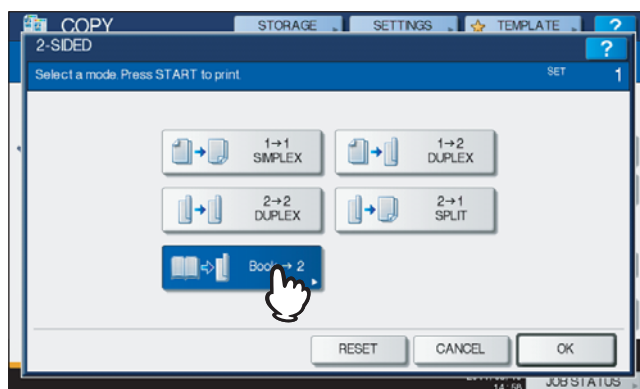 COPY STORAGE SETTINGS TEMPLATE ?
2-SIDED ?
Select a mode. Press START to print. SET 1
1→1 SIMPLEX
1→2 DUPLEX
2→2 DUPLEX
2→1 SPLIT
Book → 2
RESET CANCEL OK
JOB STATUS